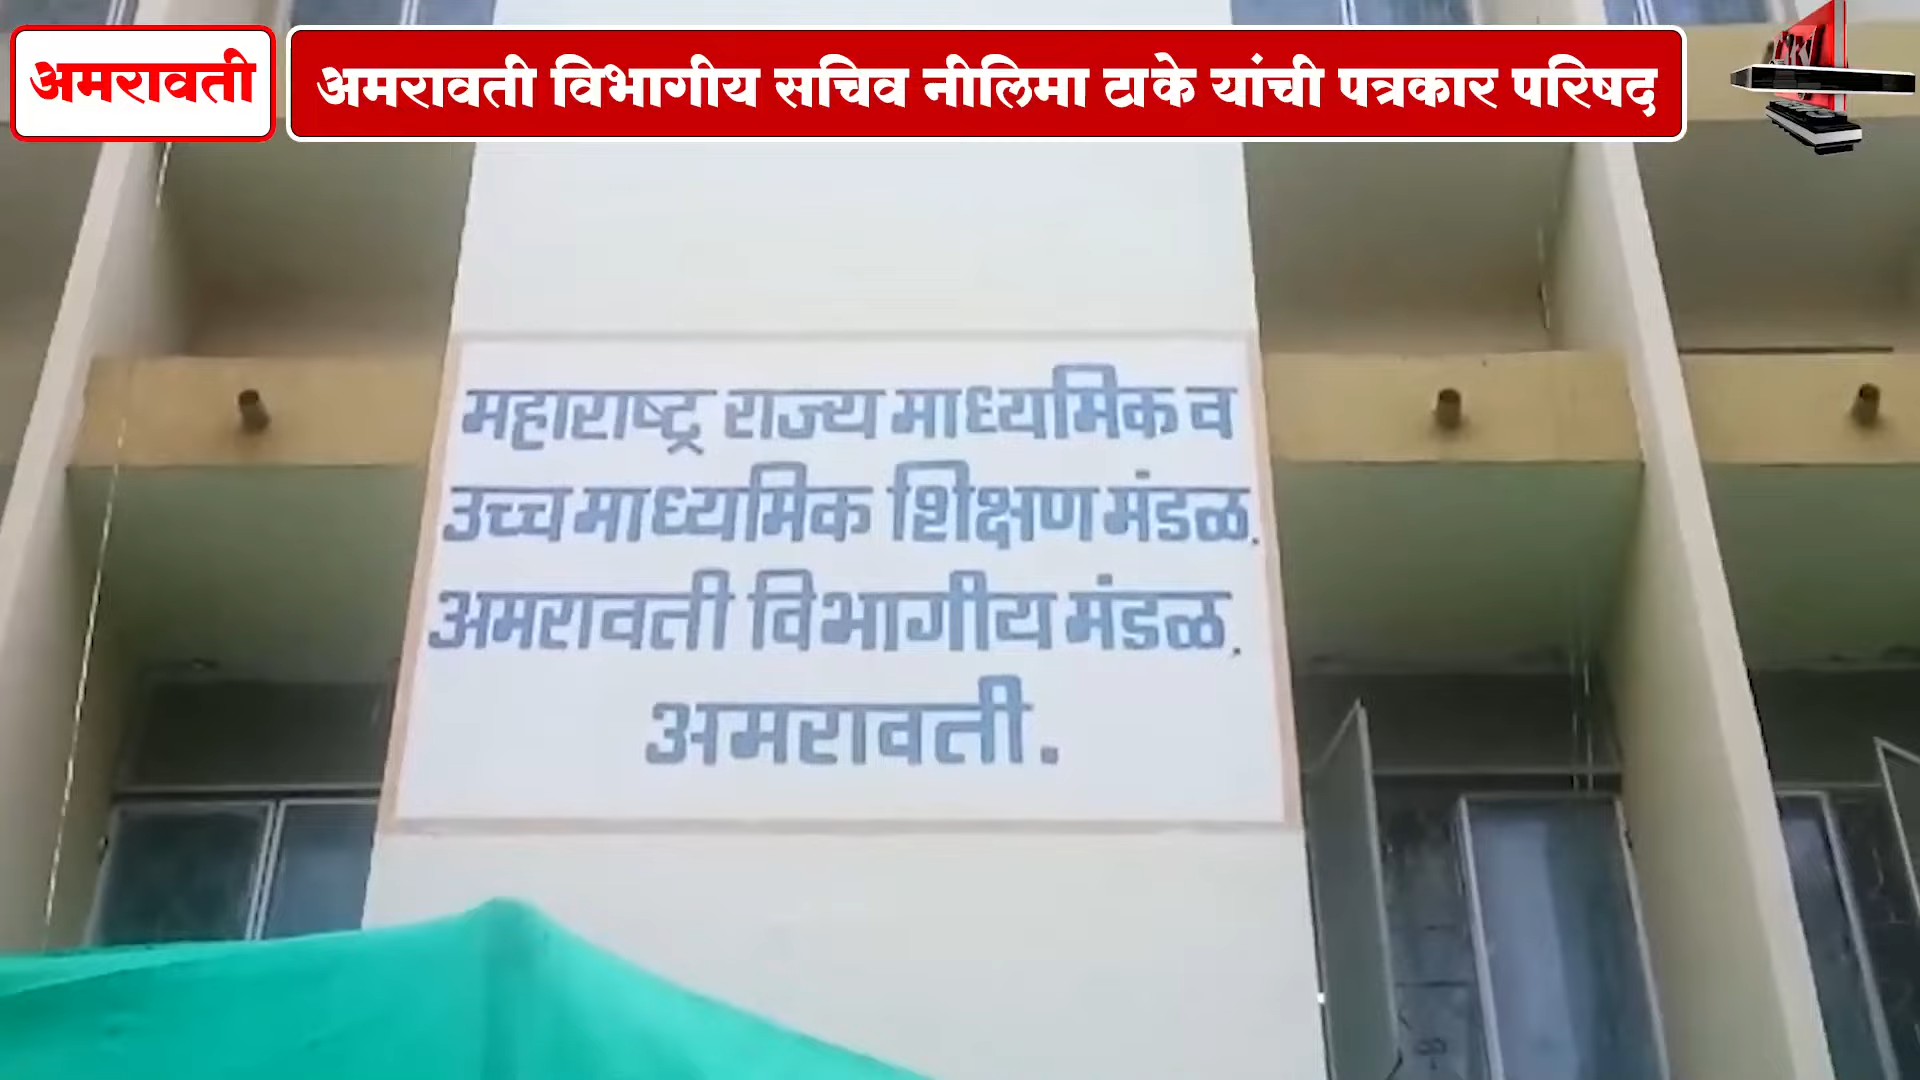 अमरावती
अमरावती विभागीय सचिव नीलिमा टाके यांची पत्रकार परिषद
महाराष्ट्र राज्य माध्यमिक व
उच्च माध्यमिक शिक्षण मंडळ.
अमरावती विभागीय मंडळ.
अमरावती.